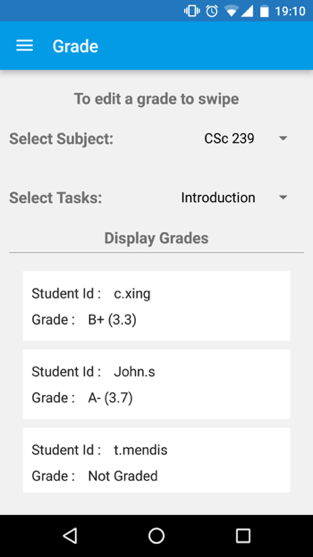 19:10
Grade
To edit a grade to swipe
Select Subject: CSc 239
Select Tasks: Introduction
Display Grades
Student Id : c.xing
Grade : B+ (3.3)
Student Id : John.s
Grade : A- (3.7)
Student Id : t.mendis
Grade : Not Graded